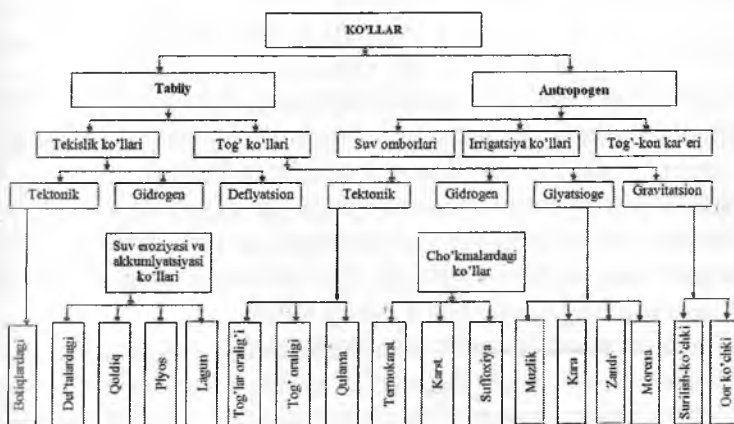 KO'LLAR
Tabiiy
Antropogen
Tekislik ko'llari
Tog' ko'llari
Suv omborlari
Irrigatsiya ko'llari
Tog'-kon kar'eri
Tektonik
Gidrogen
Deflyatsion
Tektonik
Gidrogen
Glyatsioge
Gravitatsion
Suv eroziyasi va
akkumlyatsiyasi
ko'llari
Cho'kmalardagi
ko'llar
Botiqlardagi
Del'talardagi
Qoldiq
Plyos
Lagun
Tog'lar oralig'i
Tog' oraligi
Qulama
Termokarst
Karst
Suffoziya
Muzlik
Kara
Zandr
Morena
Surilish-ko'chki
Qor ko'chki